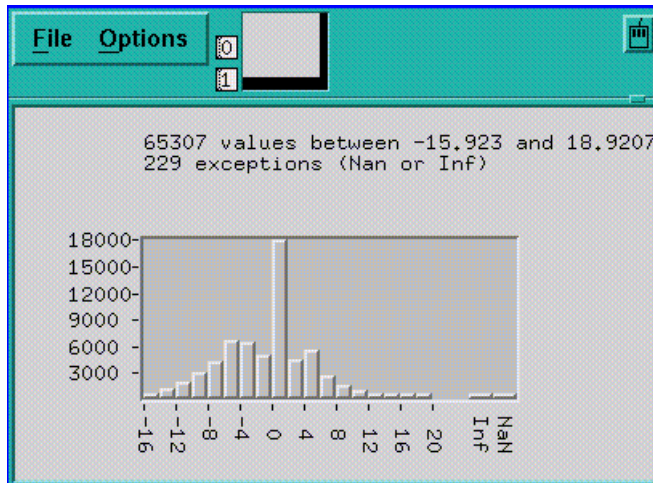 File Options
0
1
65307 values between -15.923 and 18.9207
229 exceptions (Nan or Inf)
18000
15000
12000
9000
6000
3000
-16 -12 -8 -4 0 4 8 12 16 20 Inf NaN